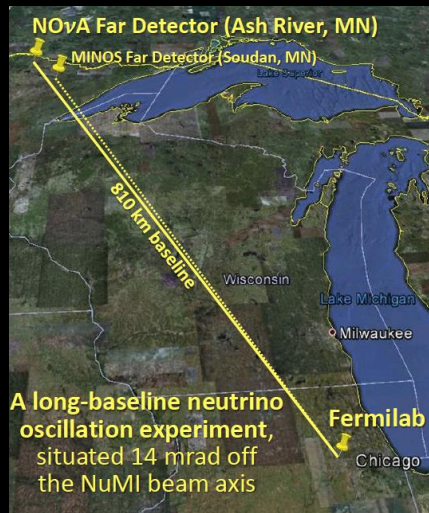 NOνA Far Detector (Ash River, MN)
MINOS Far Detector (Soudan, MN)
Lake Superior
810 km baseline
Wisconsin
Lake Michigan
Milwaukee
A long-baseline neutrino
oscillation experiment,
situated 14 mrad off
the NuMI beam axis
Fermilab
Chicago